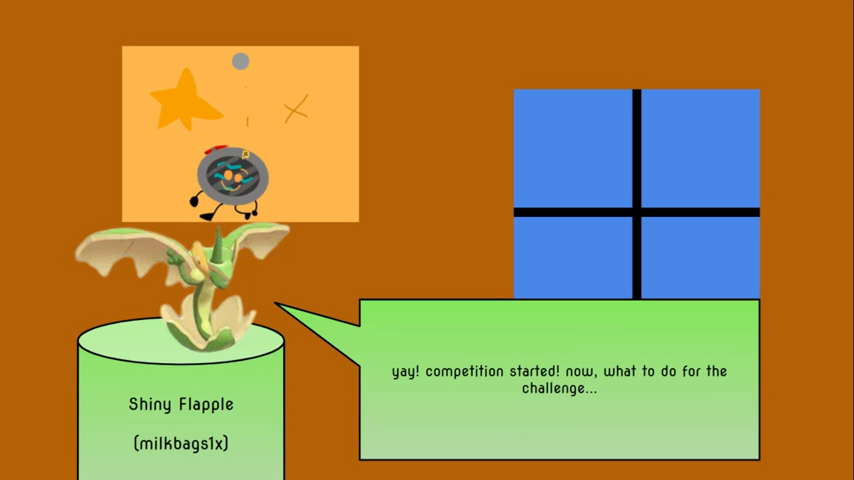 yay! competition started! now, what to do for the
challenge...
Shiny Flapple
(milkbags1x)